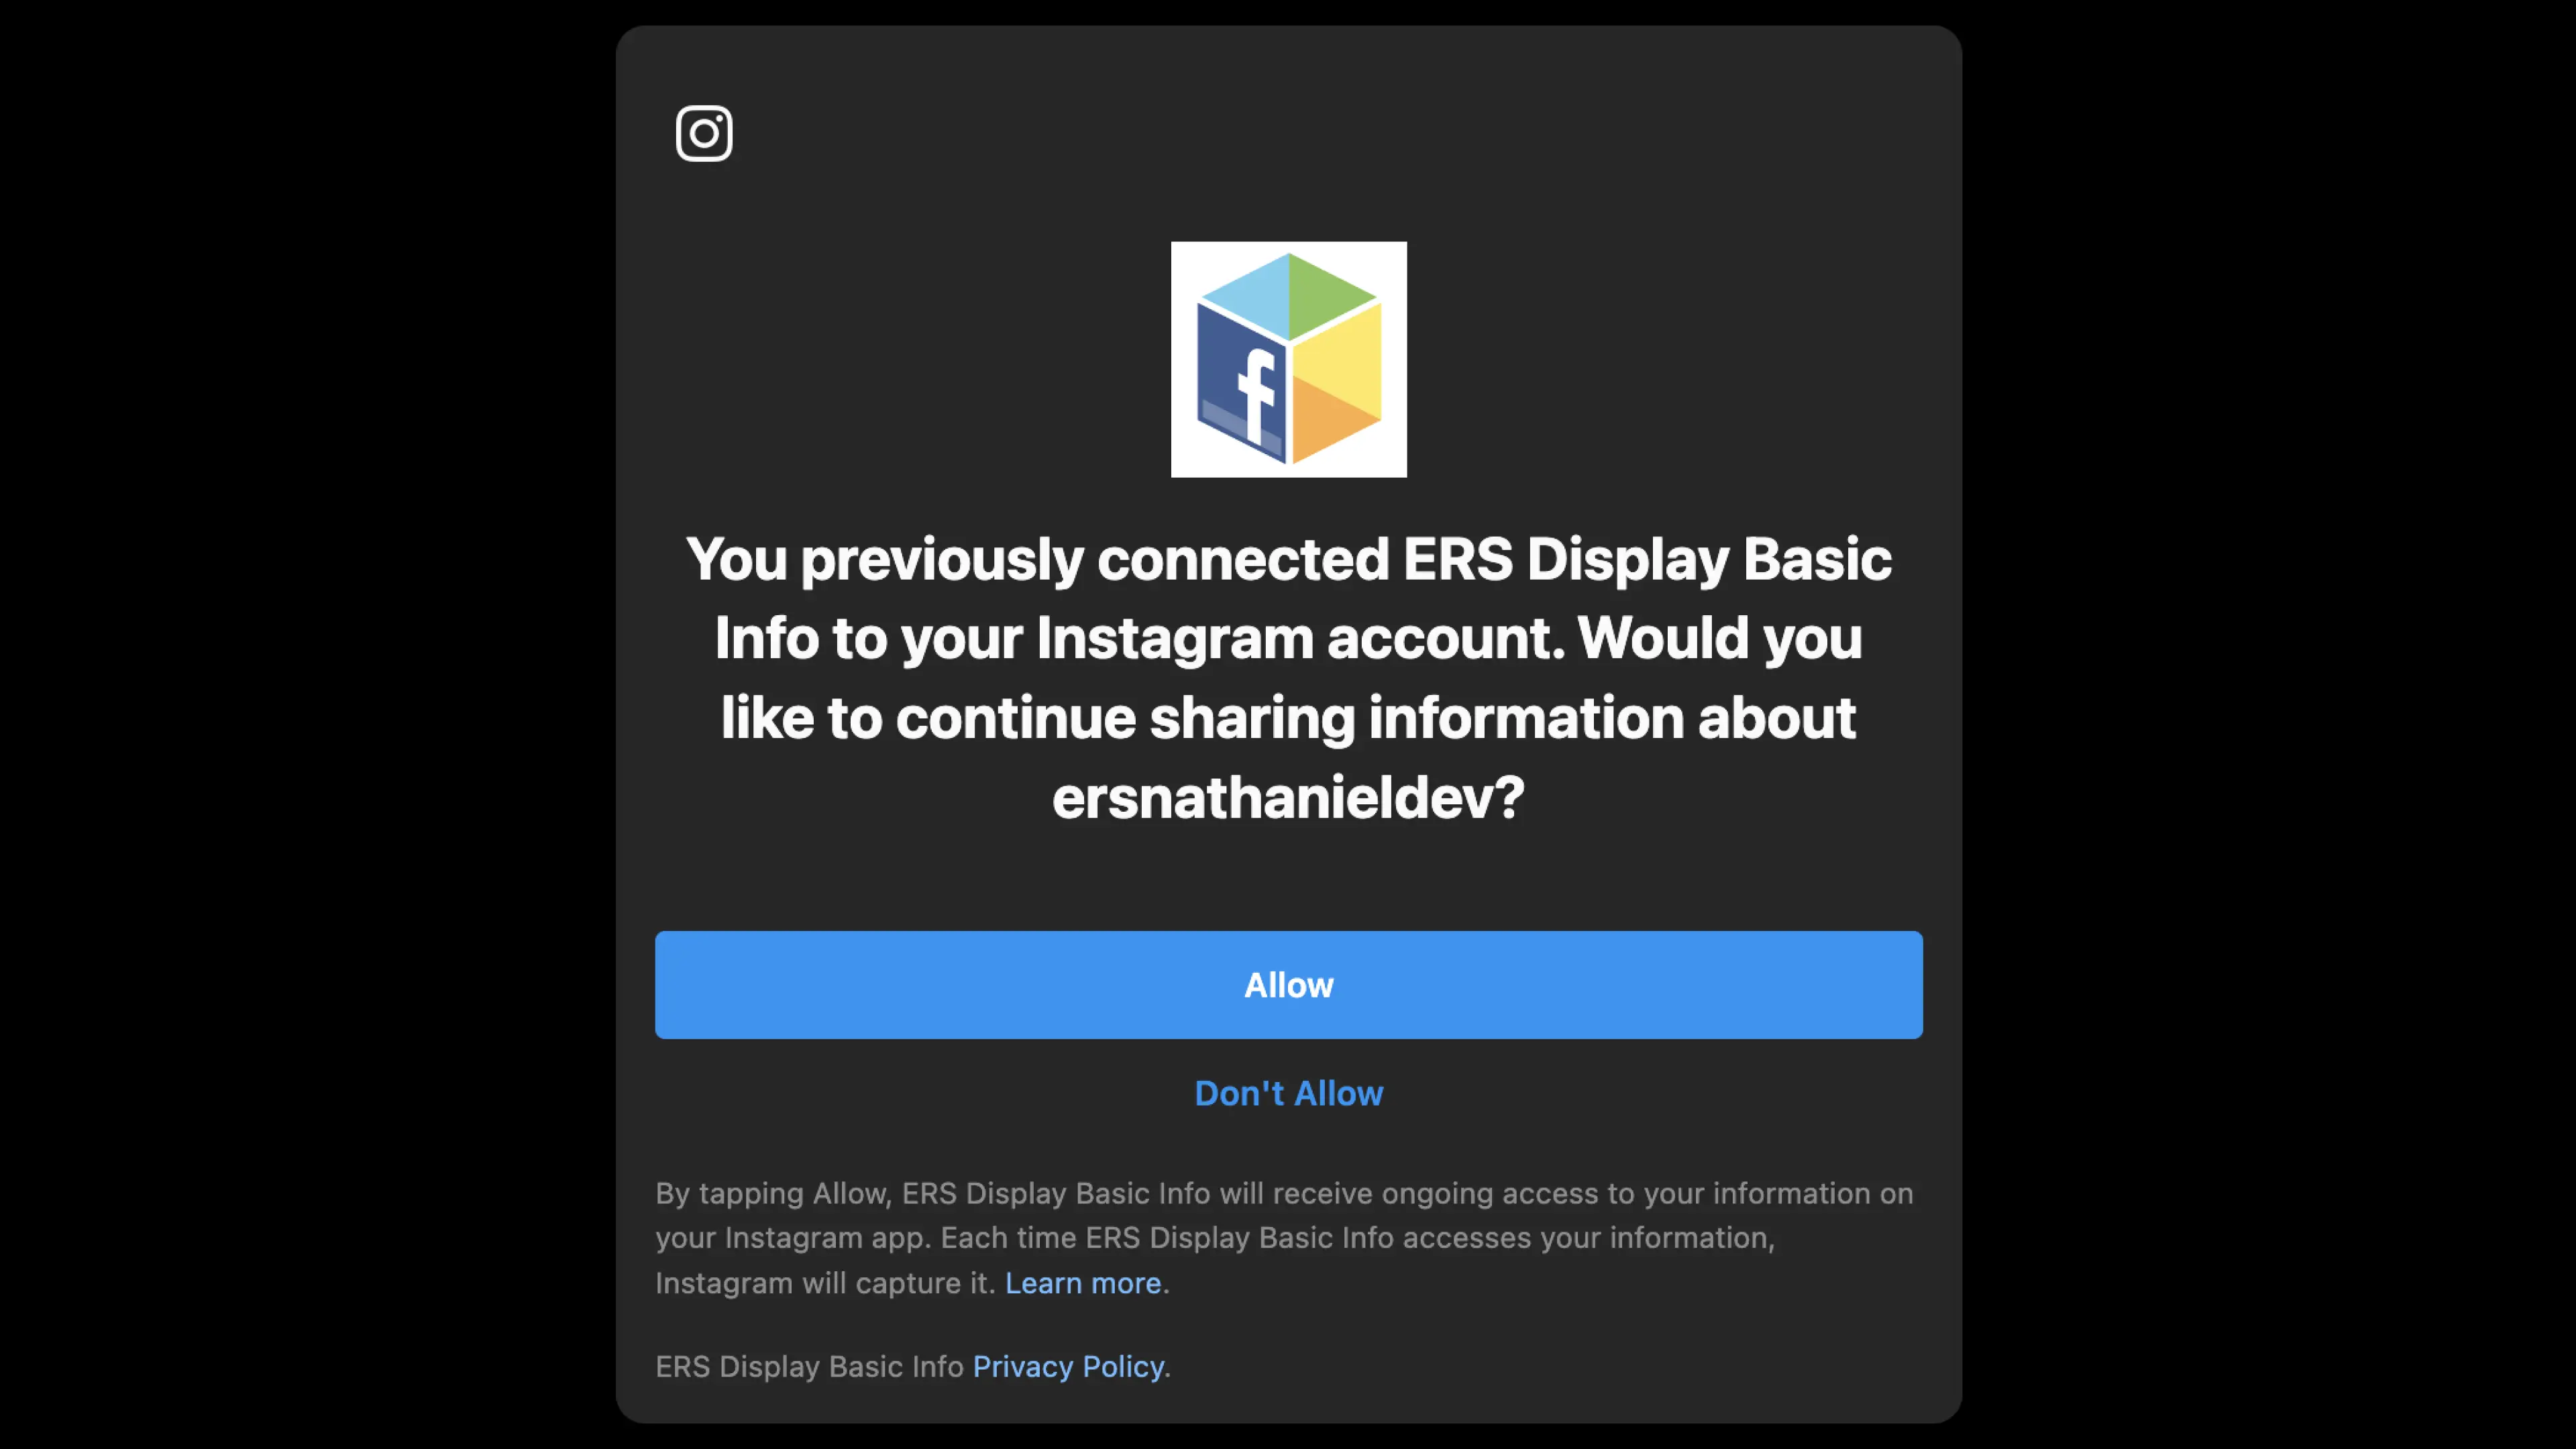 f
You previously connected ERS Display Basic
Info to your Instagram account. Would you
like to continue sharing information about
ersnathanieldev?
Allow
Don't Allow
By tapping Allow, ERS Display Basic Info will receive ongoing access to your information on
your Instagram app. Each time ERS Display Basic Info accesses your information,
Instagram will capture it. Learn more.
ERS Display Basic Info Privacy Policy.